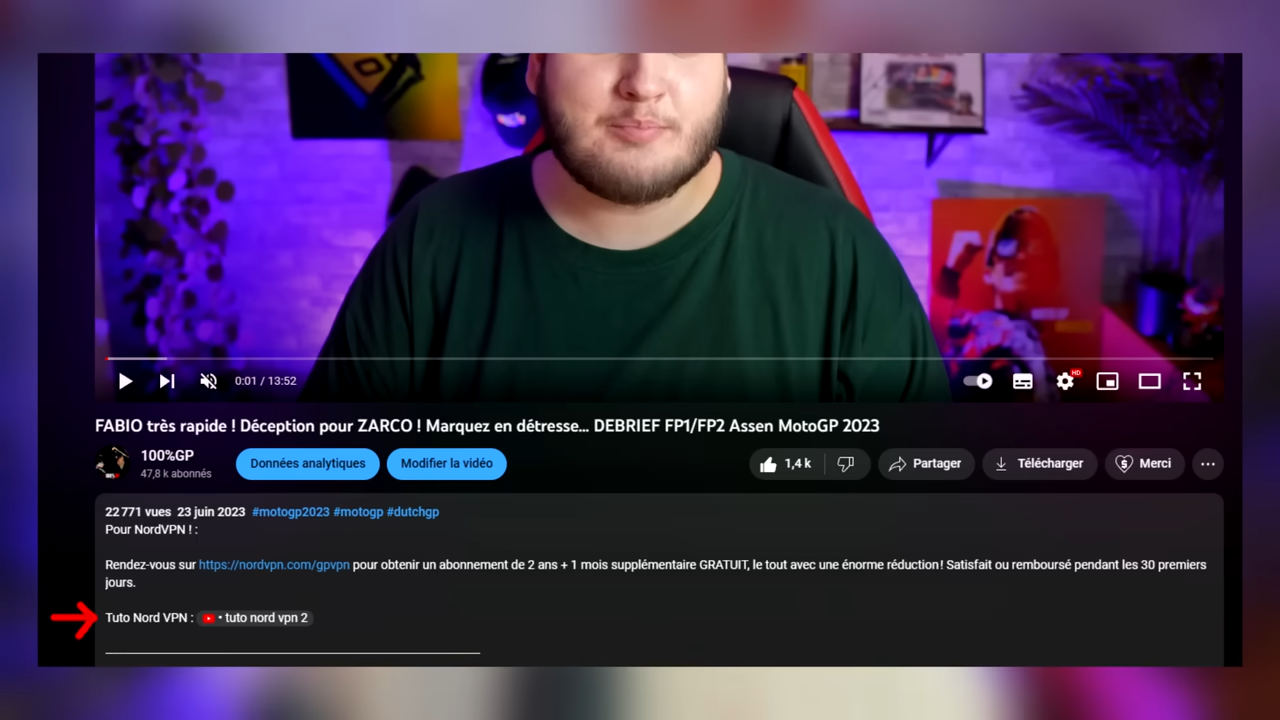 0:01 / 13:52
HD
FABIO très rapide ! Déception pour ZARCO ! Marquez en détresse... DEBRIEF FP1/FP2 Assen MotoGP 2023
100%GP
47,8 k abonnés
Données analytiques
Modifier la vidéo
1,4 k
Partager
Télécharger
Merci
22 771 vues 23 juin 2023 #motogp2023 #motogp #dutchgp
Pour NordVPN ! :
Rendez-vous sur https://nordvpn.com/gpvpn pour obtenir un abonnement de 2 ans + 1 mois supplémentaire GRATUIT, le tout avec une énorme réduction ! Satisfait ou remboursé pendant les 30 premiers
jours.
Tuto Nord VPN : • tuto nord vpn 2